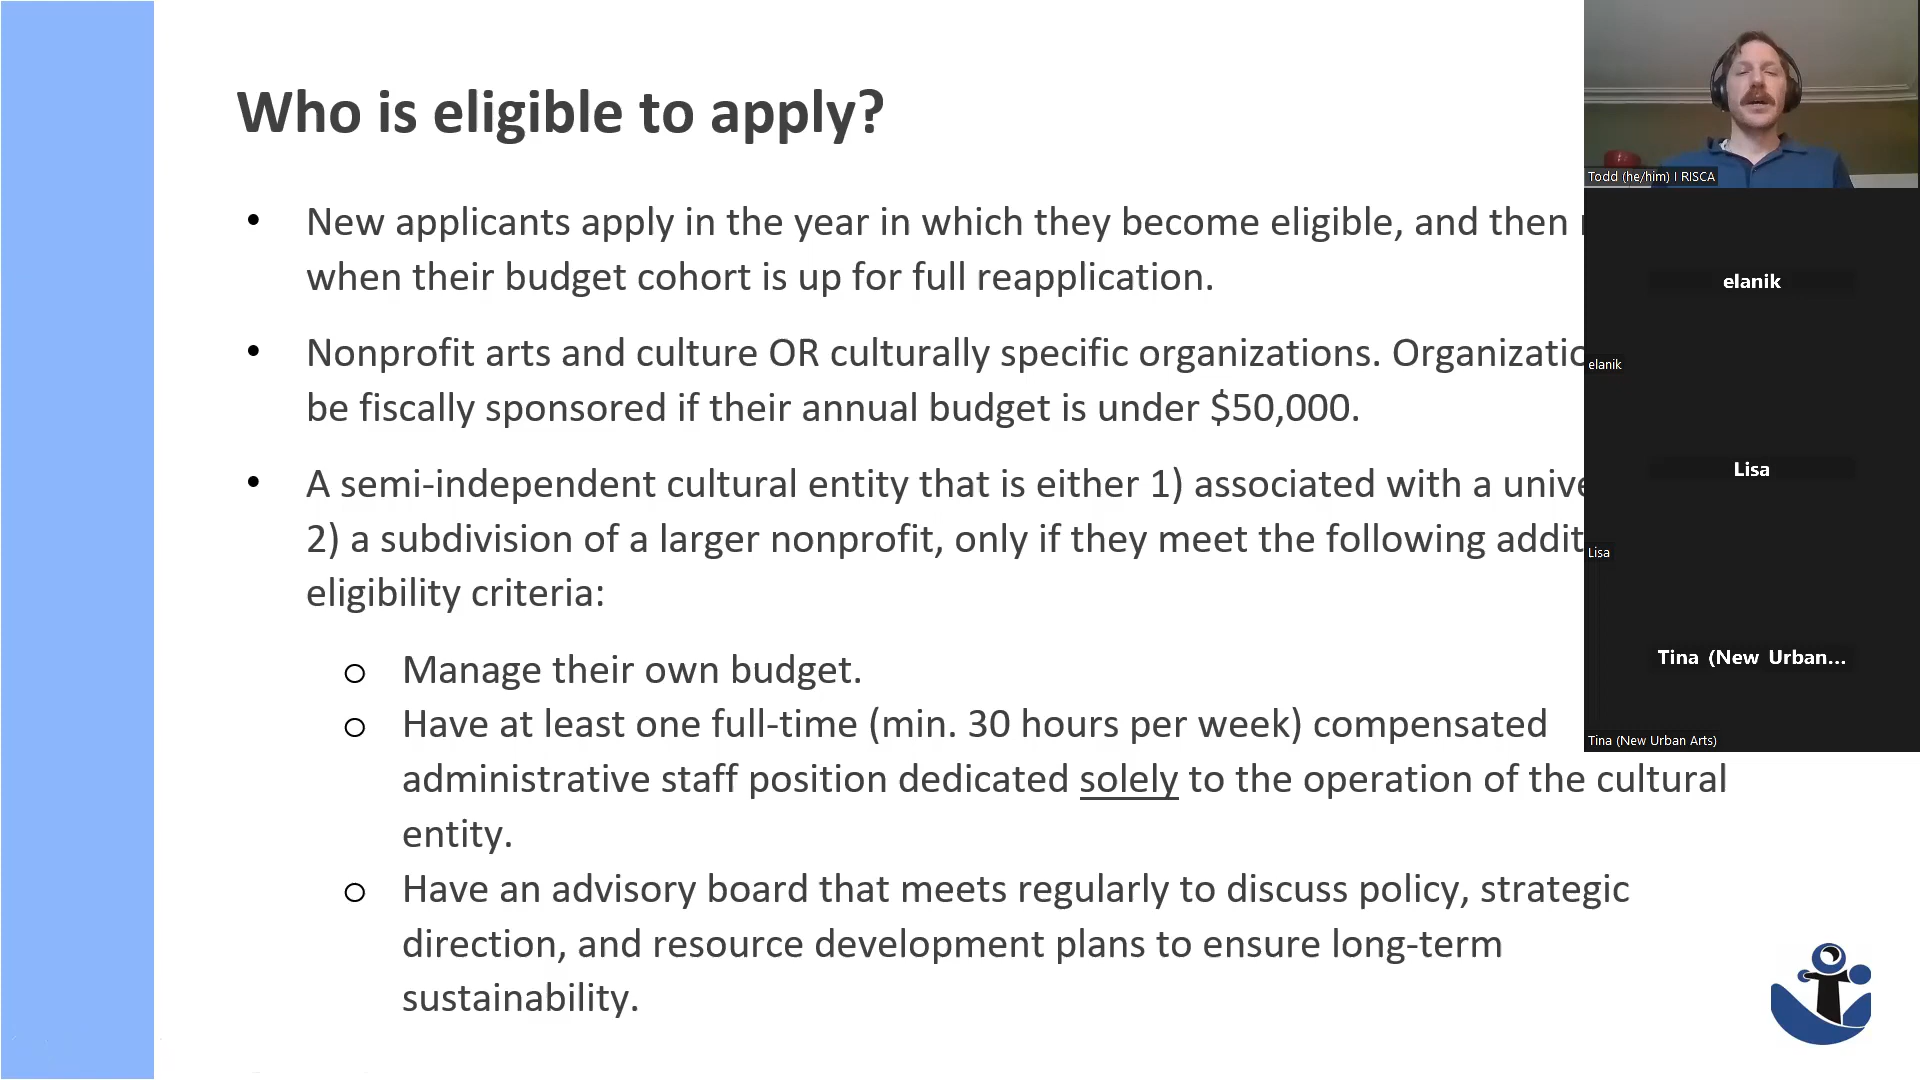 Who is eligible to apply?
• New applicants apply in the year in which they become eligible, and then
when their budget cohort is up for full reapplication.
• Nonprofit arts and culture OR culturally specific organizations.
be fiscally sponsored if their annual budget is under $50,000.
• A semi-independent cultural entity that is either 1) associated with a
2) a subdivision of a larger nonprofit, only if they meet the following
eligibility criteria:
o Manage their own budget.
o Have at least one full-time (min. 30 hours per week) compensated
administrative staff position dedicated solely to the operation of the cultural
entity.
o Have an advisory board that meets regularly to discuss policy, strategic
direction, and resource development plans to ensure long-term
sustainability.
Todd (he/him) I RISCA
elanik
elanik
Lisa
Lisa
Tina (New Urban...
Tina (New Urban Arts)